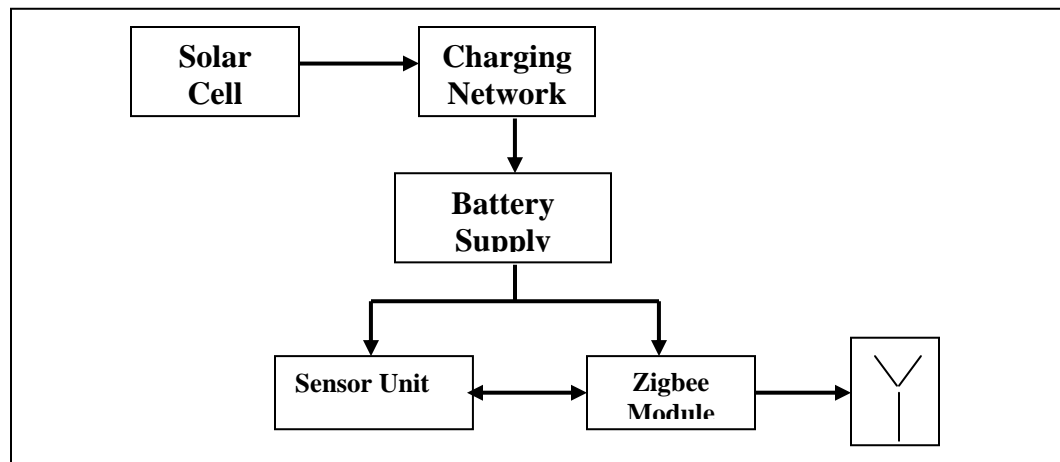 Solar
Cell
Charging
Network
Battery
Supply
Sensor Unit
Zigbee
Module